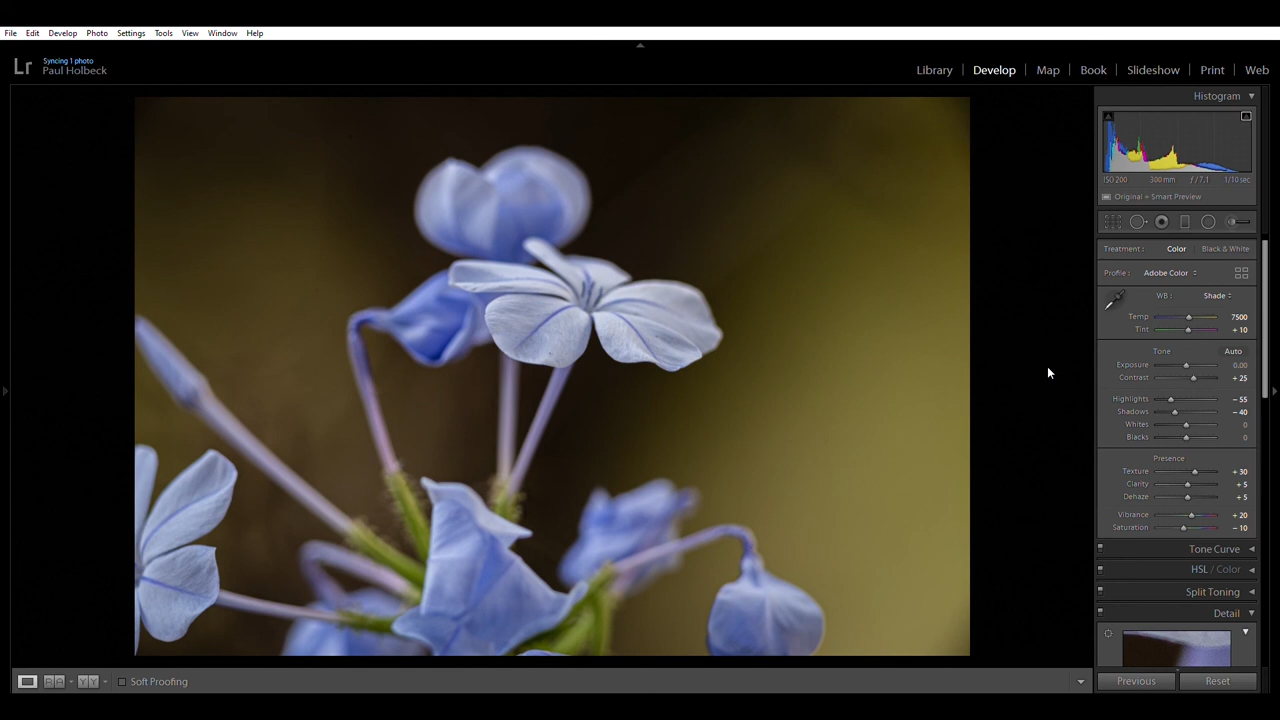 File Edit Develop Photo Settings Tools View Window Help
Lr
Syncing 1 photo
Paul Holbeck
Library Develop Map Book Slideshow Print Web
Histogram
ISO 200 300 mm ƒ / 7.1 1/10 sec
Original + Smart Preview
Treatment : Color Black & White
Profile : Adobe Color
WB : Shade
Temp 7500
Tint + 10
Tone Auto
Exposure 0.00
Contrast + 25
Highlights − 55
Shadows − 40
Whites 0
Blacks 0
Presence
Texture + 30
Clarity + 5
Dehaze + 5
Vibrance + 20
Saturation − 10
Tone Curve
HSL / Color
Split Toning
Detail
Soft Proofing
Previous Reset